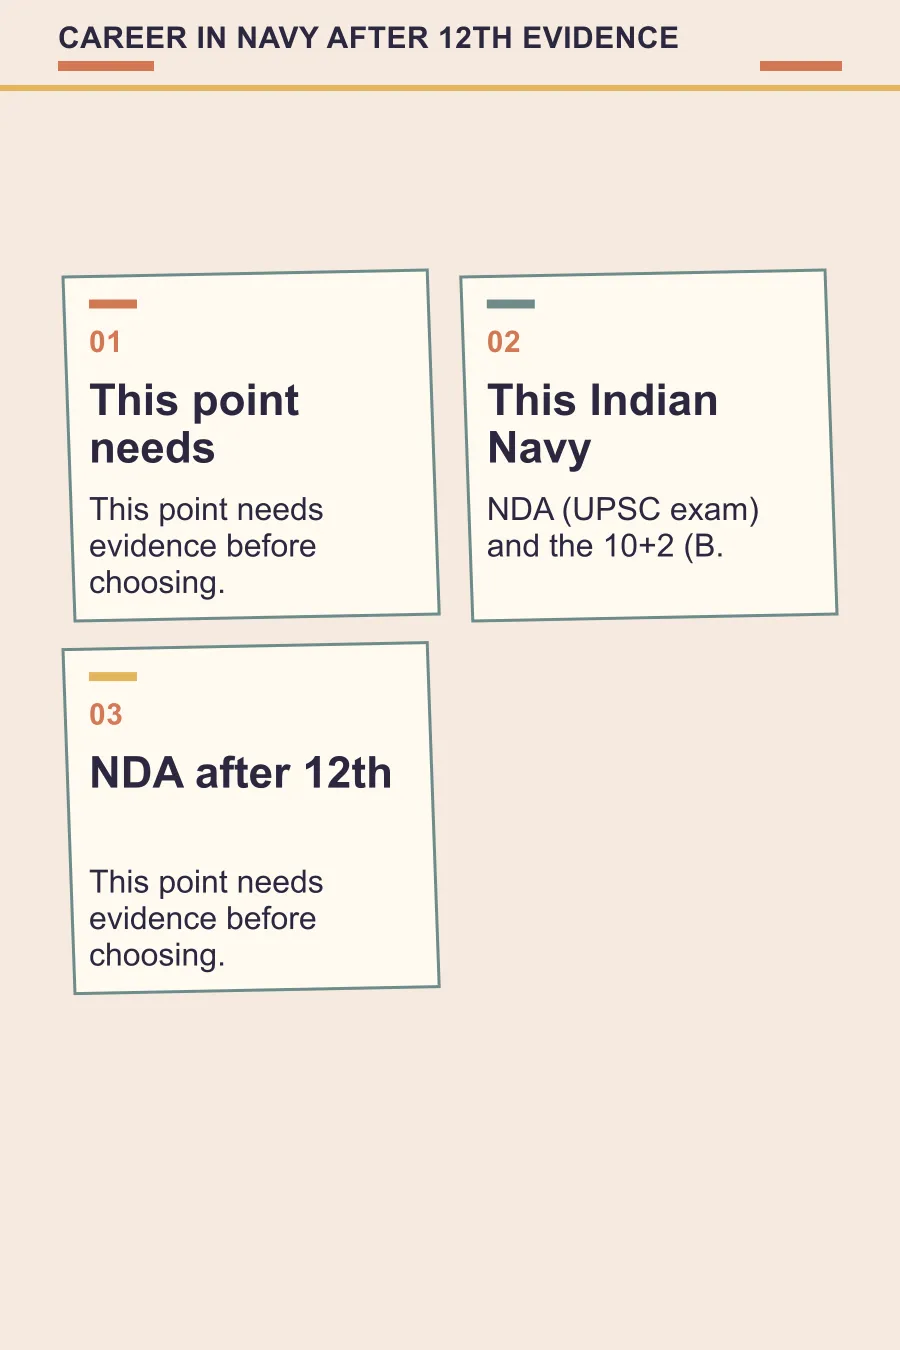 CAREER IN NAVY AFTER 12TH EVIDENCE
01
This point
needs
This point needs
evidence before
choosing.
02
This Indian
Navy
NDA (UPSC exam)
and the 10+2 (B.
03
NDA after 12th
This point needs
evidence before
choosing.